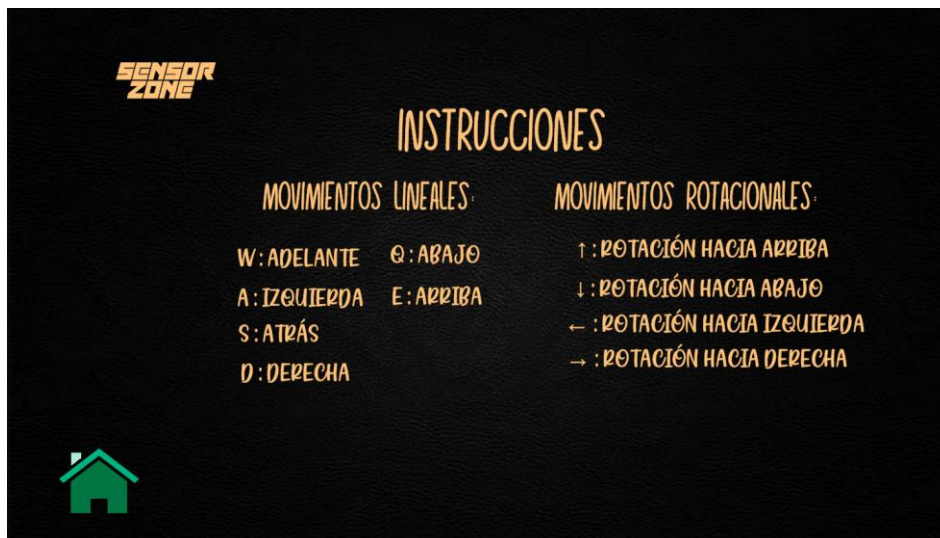 SENSOR
ZONE
INSTRUCCIONES
MOVIMIENTOS LINEALES:
W: ADELANTE
A: IZQUIERDA
S: ATRÁS
D: DERECHA
Q: ABAJO
E: ARRIBA
MOVIMIENTOS ROTACIONALES:
↑: ROTACIÓN HACIA ARRIBA
↓: ROTACIÓN HACIA ABAJO
←: ROTACIÓN HACIA IZQUIERDA
→: ROTACIÓN HACIA DERECHA